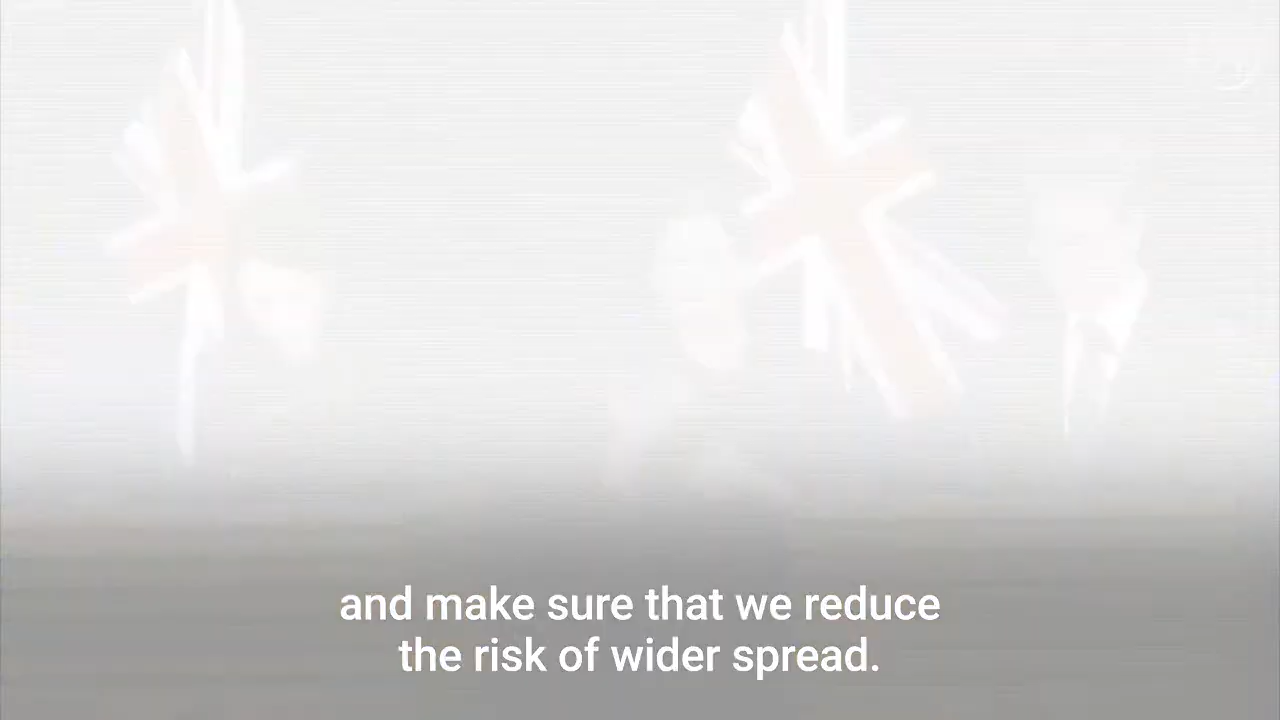 and make sure that we reduce
the risk of wider spread.